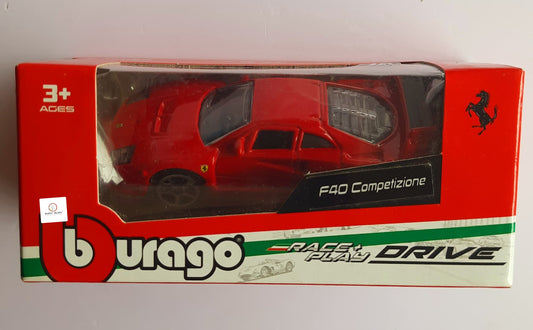 3+
AGES
F40 Competizione
burago
RACE+
PLAY
DRIVE